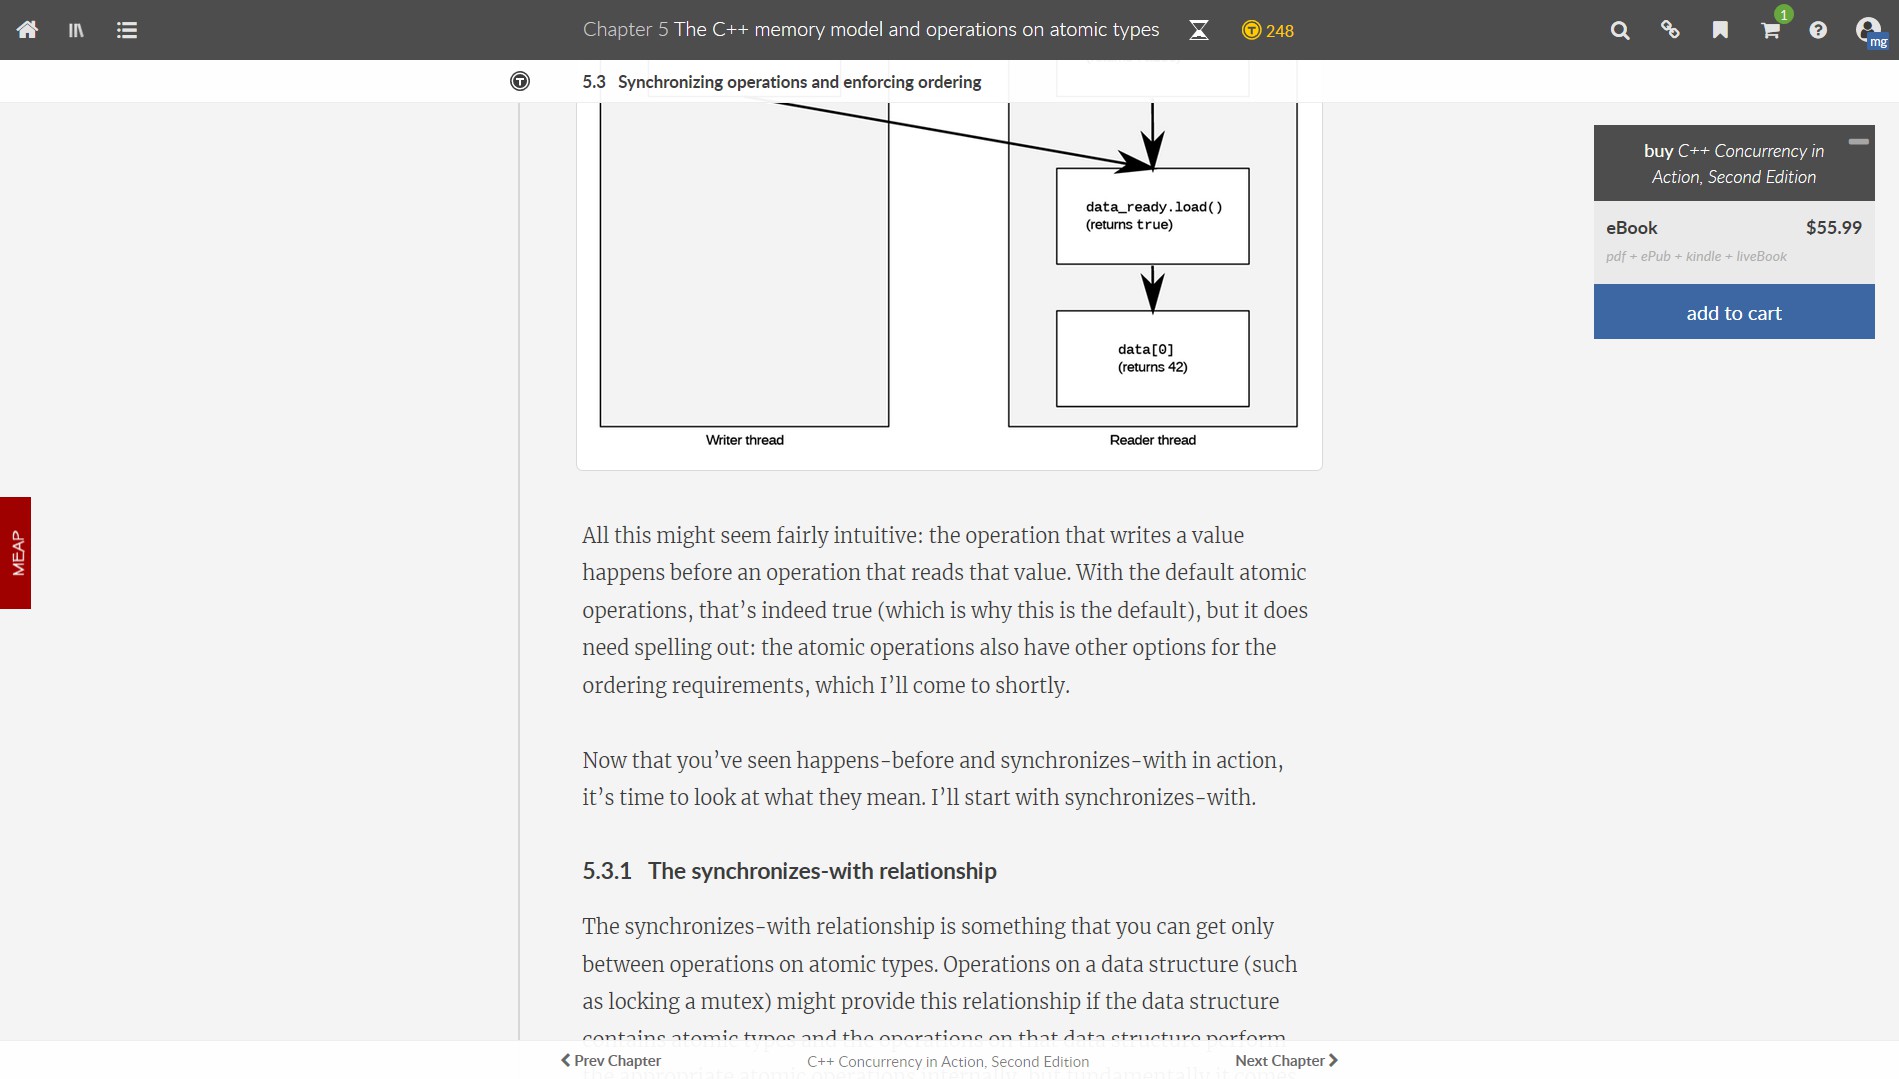 Chapter 5 The C++ memory model and operations on atomic types
248
1
mg
5.3 Synchronizing operations and enforcing ordering
buy C++ Concurrency in
Action, Second Edition
eBook $55.99
pdf + ePub + kindle + liveBook
add to cart
data_ready.load()
(returns true)
data[0]
(returns 42)
Writer thread
Reader thread
MEAP
All this might seem fairly intuitive: the operation that writes a value
happens before an operation that reads that value. With the default atomic
operations, that’s indeed true (which is why this is the default), but it does
need spelling out: the atomic operations also have other options for the
ordering requirements, which I’ll come to shortly.
Now that you’ve seen happens-before and synchronizes-with in action,
it’s time to look at what they mean. I’ll start with synchronizes-with.
5.3.1 The synchronizes-with relationship
The synchronizes-with relationship is something that you can get only
between operations on atomic types. Operations on a data structure (such
as locking a mutex) might provide this relationship if the data structure
contains atomic types and the operations on that data structure perform
the appropriate atomic operations internally, but fundamentally it comes
Prev Chapter
C++ Concurrency in Action, Second Edition
Next Chapter